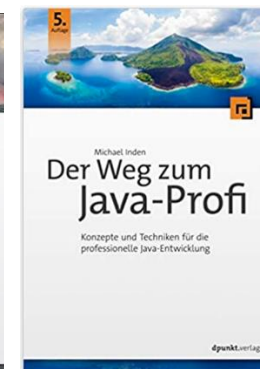 5.
Auflage
Michael Inden
Der Weg zum
Java-Profi
Konzepte und Techniken für die
professionelle Java-Entwicklung
dpunkt.verlag